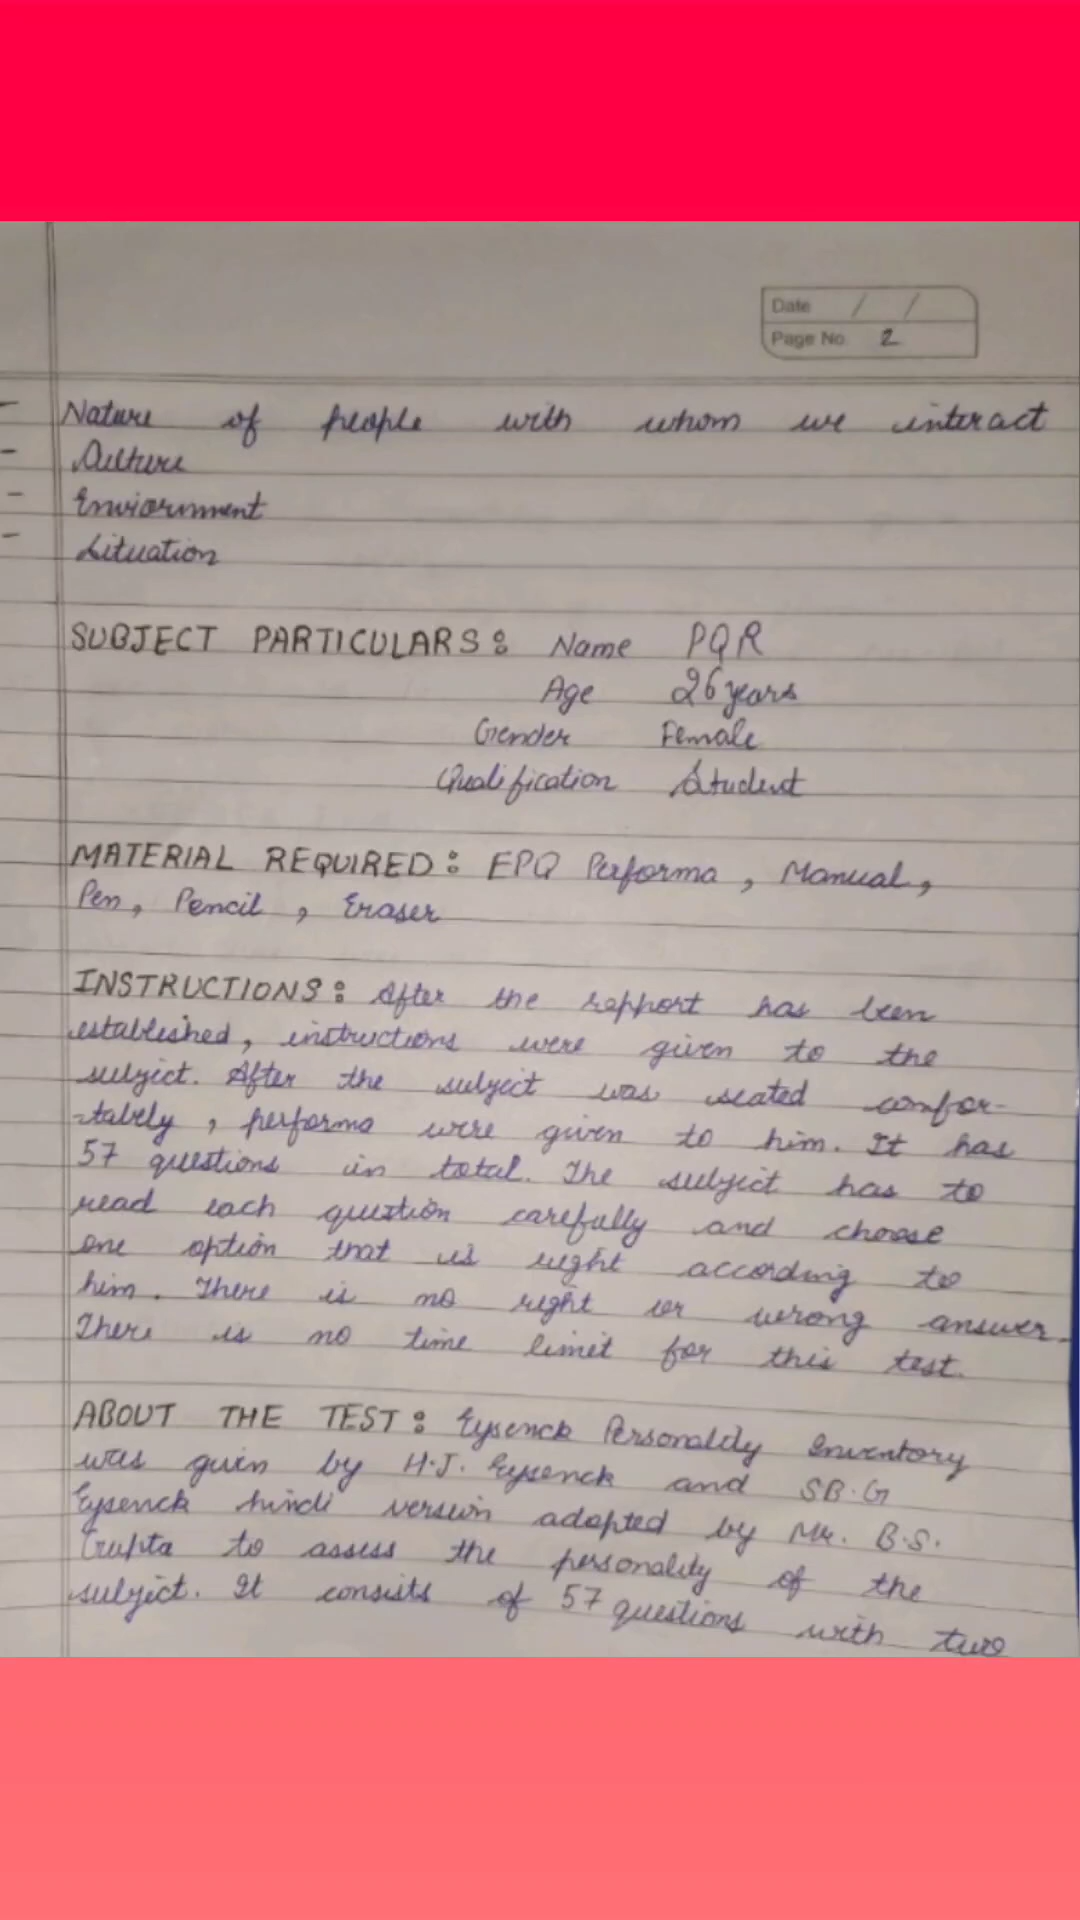 Date / /
Page No 2
- Nature of people with whom we interact
- Culture
- Enviornment
- Situation
SUBJECT PARTICULARS: Name PQR
Age 26 years
Gender Female
Qualification Student
MATERIAL REQUIRED: EPQ Performa, Manual,
Pen, Pencil, Eraser
INSTRUCTIONS: After the rapport has been
established, instructions were given to the
subject. After the subject was seated comfor-
-tabely, performa were given to him. It has
57 questions in total. The subject has to
read each question carefully and choose
one option that is right according to
him. There is no right or wrong answer.
There is no time limit for this test.
ABOUT THE TEST: Eysenck Personality Inventory
was given by H.J. Eysenck and SB.G
Eysenck hindi version adopted by Mr. B.S.
Gupta to assess the personality of the
subject. It consists of 57 questions with two